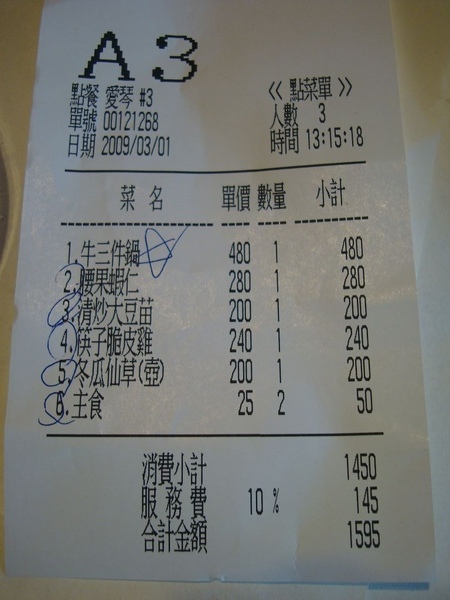 A3
點餐 愛琴 #3 << 點菜單 >>
單號 00121268 人數 3
日期 2009/03/01 時間 13:15:18
菜 名 單價 數量 小計
1. 牛三件鍋 480 1 480
2. 腰果蝦仁 280 1 280
3. 清炒大豆苗 200 1 200
4. 筷子脆皮雞 240 1 240
5. 冬瓜仙草(壺) 200 1 200
6. 主食 25 2 50
消費小計 1450
服務費 10 % 145
合計金額 1595